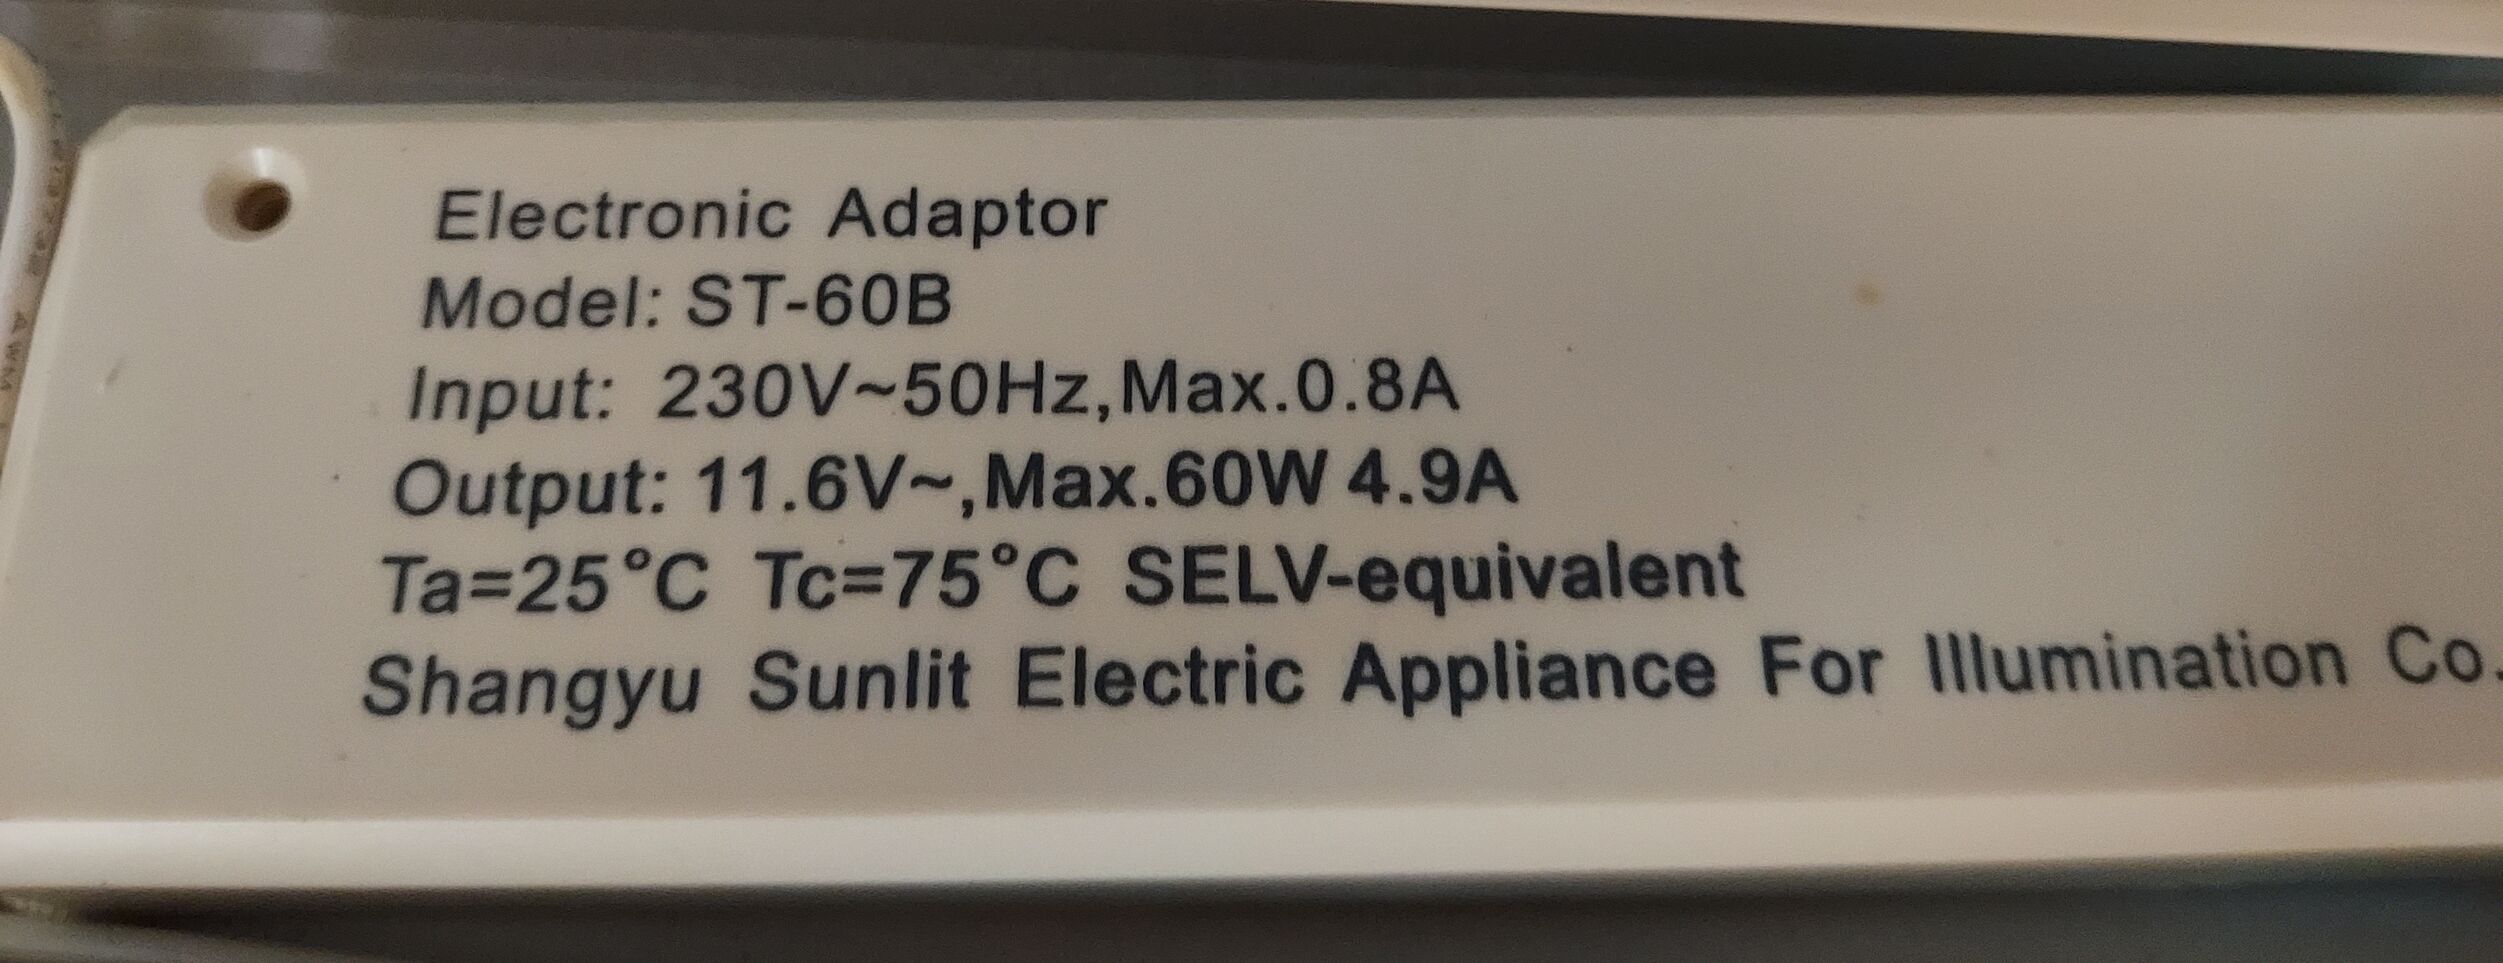 Electronic Adaptor
Model: ST-60B
Input: 230V~50Hz,Max.0.8A
Output: 11.6V~,Max.60W 4.9A
Ta=25°C Tc=75°C SELV-equivalent
Shangyu Sunlit Electric Appliance For Illumination Co.
AWM